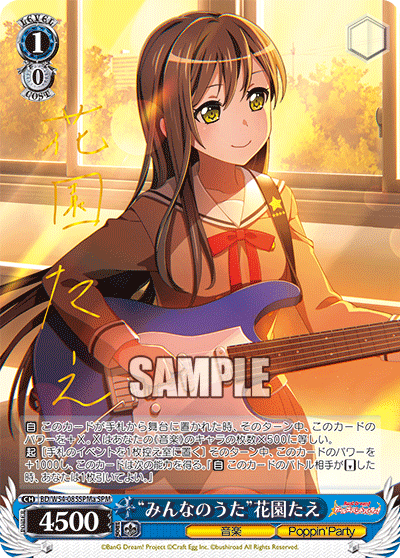 LEVEL
1
0
COST
花園たえ
SAMPLE
自 このカードが手札から舞台に置かれた時、そのターン中、このカードの
パワーを＋X。Xはあなたの《音楽》のキャラの枚数×500に等しい。
起 [手札のイベントを1枚控え室に置く] そのターン中、このカードのパワーを
＋1000し、このカードは次の能力を得る。『自 このカードのバトル相手が した
時、あなたは1枚引いてよい。』
CH BD/W54-083SPMa SPM
4500
“みんなのうた”花園たえ
音楽
Poppin'Party
©BanG Dream! Project ©Craft Egg Inc. ©bushiroad All Rights Reserved.